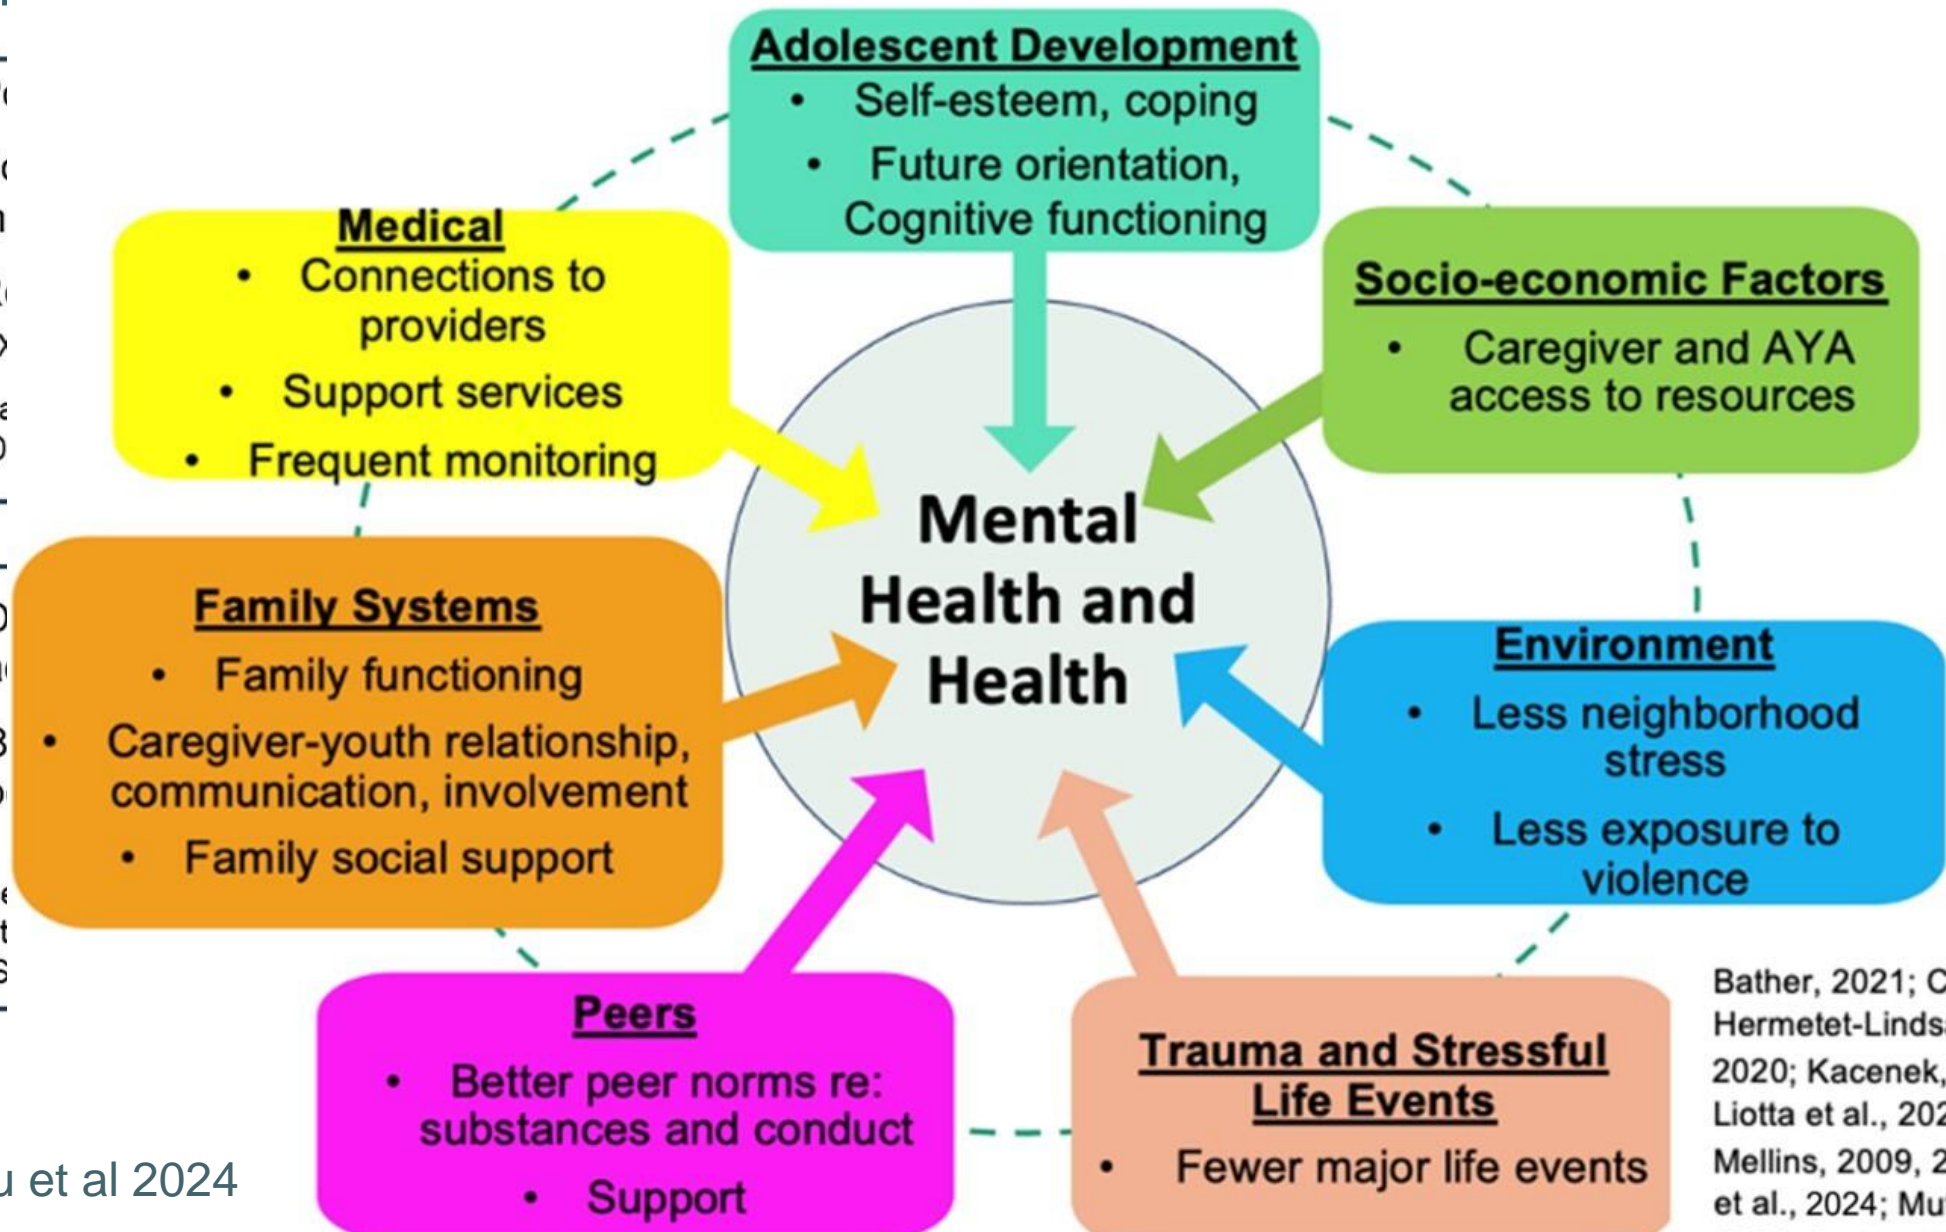 Adolescent Development
• Self-esteem, coping
• Future orientation,
Cognitive functioning
Medical
• Connections to
providers
• Support services
• Frequent monitoring
Socio-economic Factors
• Caregiver and AYA
access to resources
Mental
Health and
Health
Family Systems
• Family functioning
• Caregiver-youth relationship,
communication, involvement
• Family social support
Environment
• Less neighborhood
stress
• Less exposure to
violence
Peers
• Better peer norms re:
substances and conduct
• Support
Trauma and Stressful
Life Events
• Fewer major life events
et al 2024
Bather, 2021;
2020; Kacenek,
Liotta et al.,
Mellins, 2009,
et al., 2024;